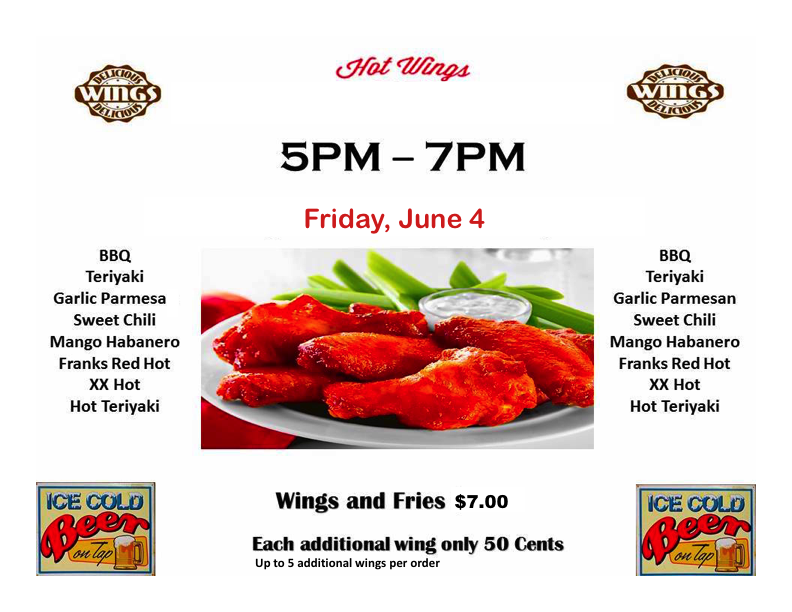 Hot Wings
DELICIOUS
WINGS
DELICIOUS
DELICIOUS
WINGS
DELICIOUS
5PM – 7PM
Friday, June 4
BBQ
Teriyaki
Garlic Parmesa
Sweet Chili
Mango Habanero
Franks Red Hot
XX Hot
Hot Teriyaki
BBQ
Teriyaki
Garlic Parmesan
Sweet Chili
Mango Habanero
Franks Red Hot
XX Hot
Hot Teriyaki
ICE COLD
Beer
on Tap
Wings and Fries $7.00
Each additional wing only 50 Cents
Up to 5 additional wings per order
ICE COLD
Beer
on Tap